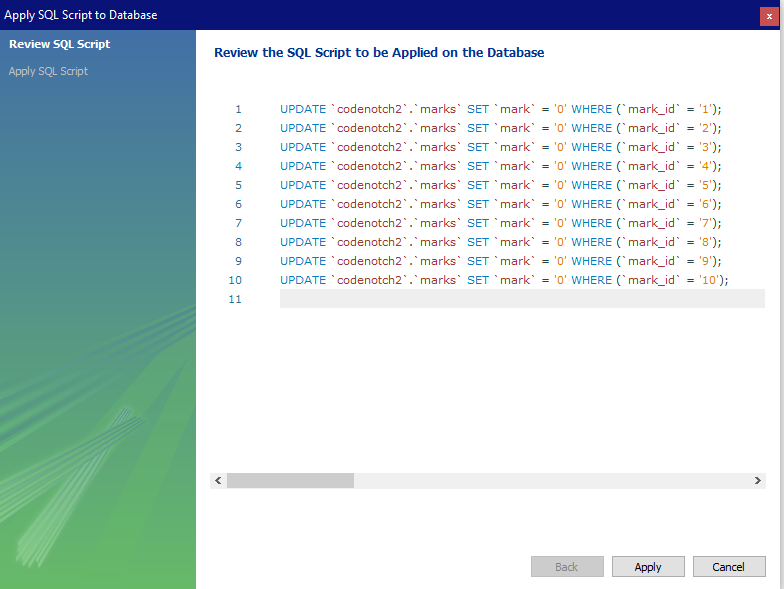 Apply SQL Script to Database
x
Review SQL Script
Apply SQL Script
Review the SQL Script to be Applied on the Database
1 UPDATE `codenotch2`.`marks` SET `mark` = '0' WHERE (`mark_id` = '1');
2 UPDATE `codenotch2`.`marks` SET `mark` = '0' WHERE (`mark_id` = '2');
3 UPDATE `codenotch2`.`marks` SET `mark` = '0' WHERE (`mark_id` = '3');
4 UPDATE `codenotch2`.`marks` SET `mark` = '0' WHERE (`mark_id` = '4');
5 UPDATE `codenotch2`.`marks` SET `mark` = '0' WHERE (`mark_id` = '5');
6 UPDATE `codenotch2`.`marks` SET `mark` = '0' WHERE (`mark_id` = '6');
7 UPDATE `codenotch2`.`marks` SET `mark` = '0' WHERE (`mark_id` = '7');
8 UPDATE `codenotch2`.`marks` SET `mark` = '0' WHERE (`mark_id` = '8');
9 UPDATE `codenotch2`.`marks` SET `mark` = '0' WHERE (`mark_id` = '9');
10 UPDATE `codenotch2`.`marks` SET `mark` = '0' WHERE (`mark_id` = '10');
11
Back Apply Cancel